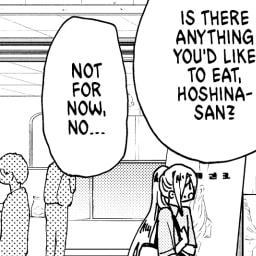 IS THERE
ANYTHING
YOU'D LIKE
TO EAT,
HOSHINA-
SAN?
NOT
FOR
NOW,
NO...